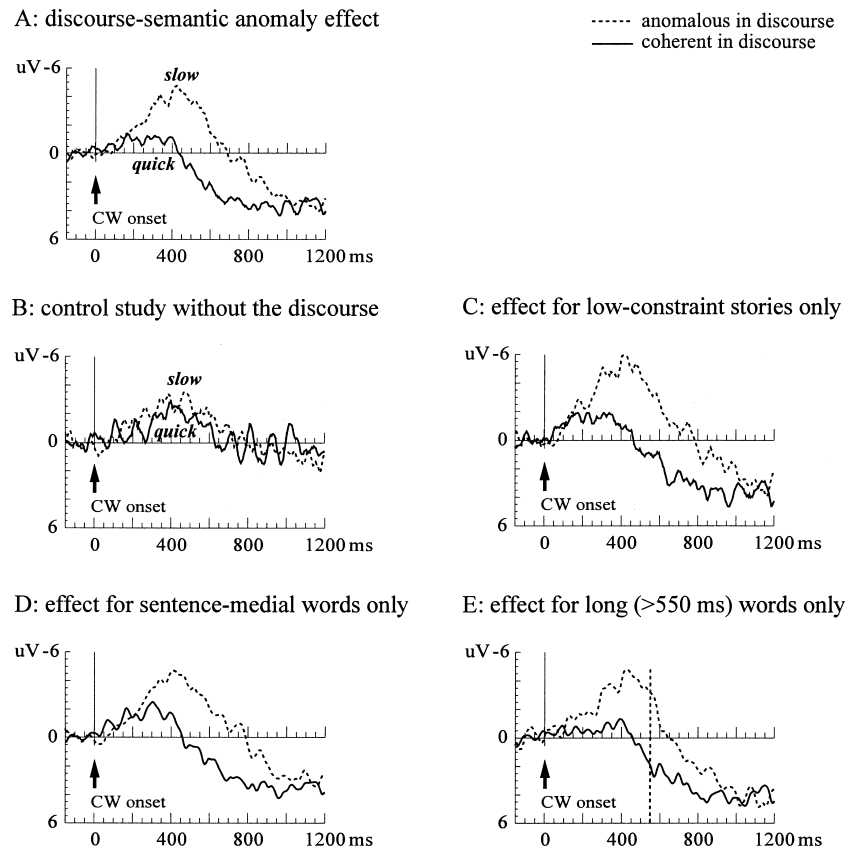 A: discourse-semantic anomaly effect
anomalous in discourse
coherent in discourse
uV -6
slow
0
quick
CW onset
6
0 400 800 1200 ms
B: control study without the discourse
uV -6
slow
0
quick
CW onset
6
0 400 800 1200 ms
C: effect for low-constraint stories only
uV -6
0
CW onset
6
0 400 800 1200 ms
D: effect for sentence-medial words only
uV -6
0
CW onset
6
0 400 800 1200 ms
E: effect for long (>550 ms) words only
uV -6
0
CW onset
6
0 400 800 1200 ms